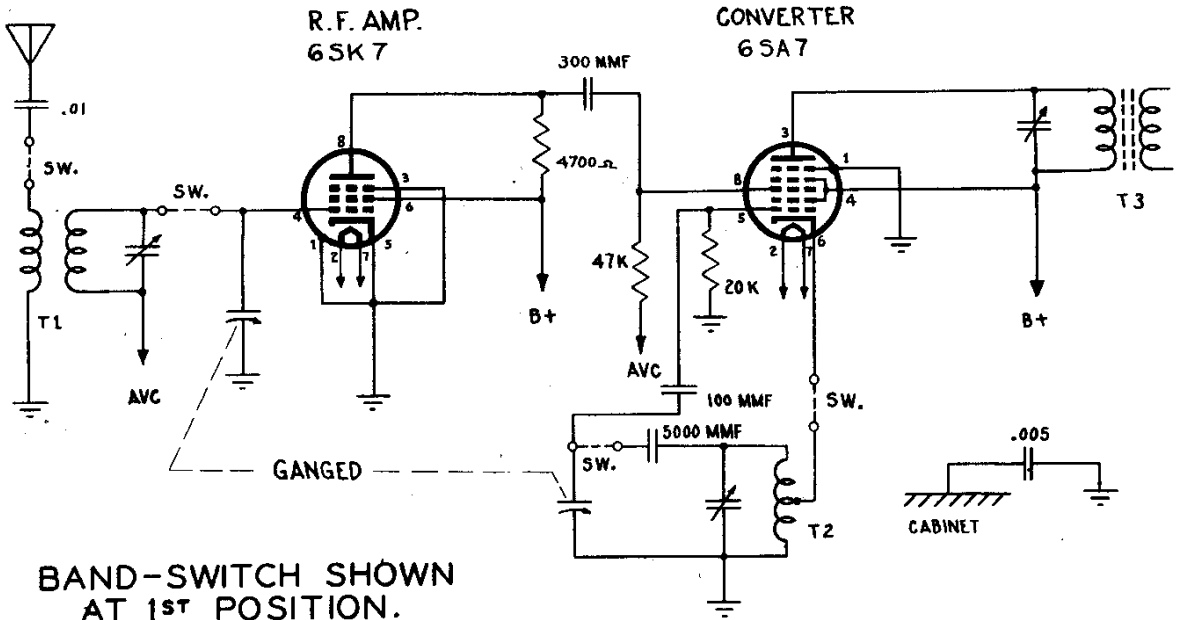 R.F. AMP.
6SK7
CONVERTER
6SA7
300 MMF
.01
SW.
SW.
4700Ω
8
3
6
4
1
2
7
5
3
1
8
4
5
2
7
6
T3
47K
20K
T1
B+
B+
AVC
AVC
100 MMF
SW.
5000 MMF
SW.
GANGED
.005
T2
CABINET
BAND-SWITCH SHOWN
AT 1ST POSITION.